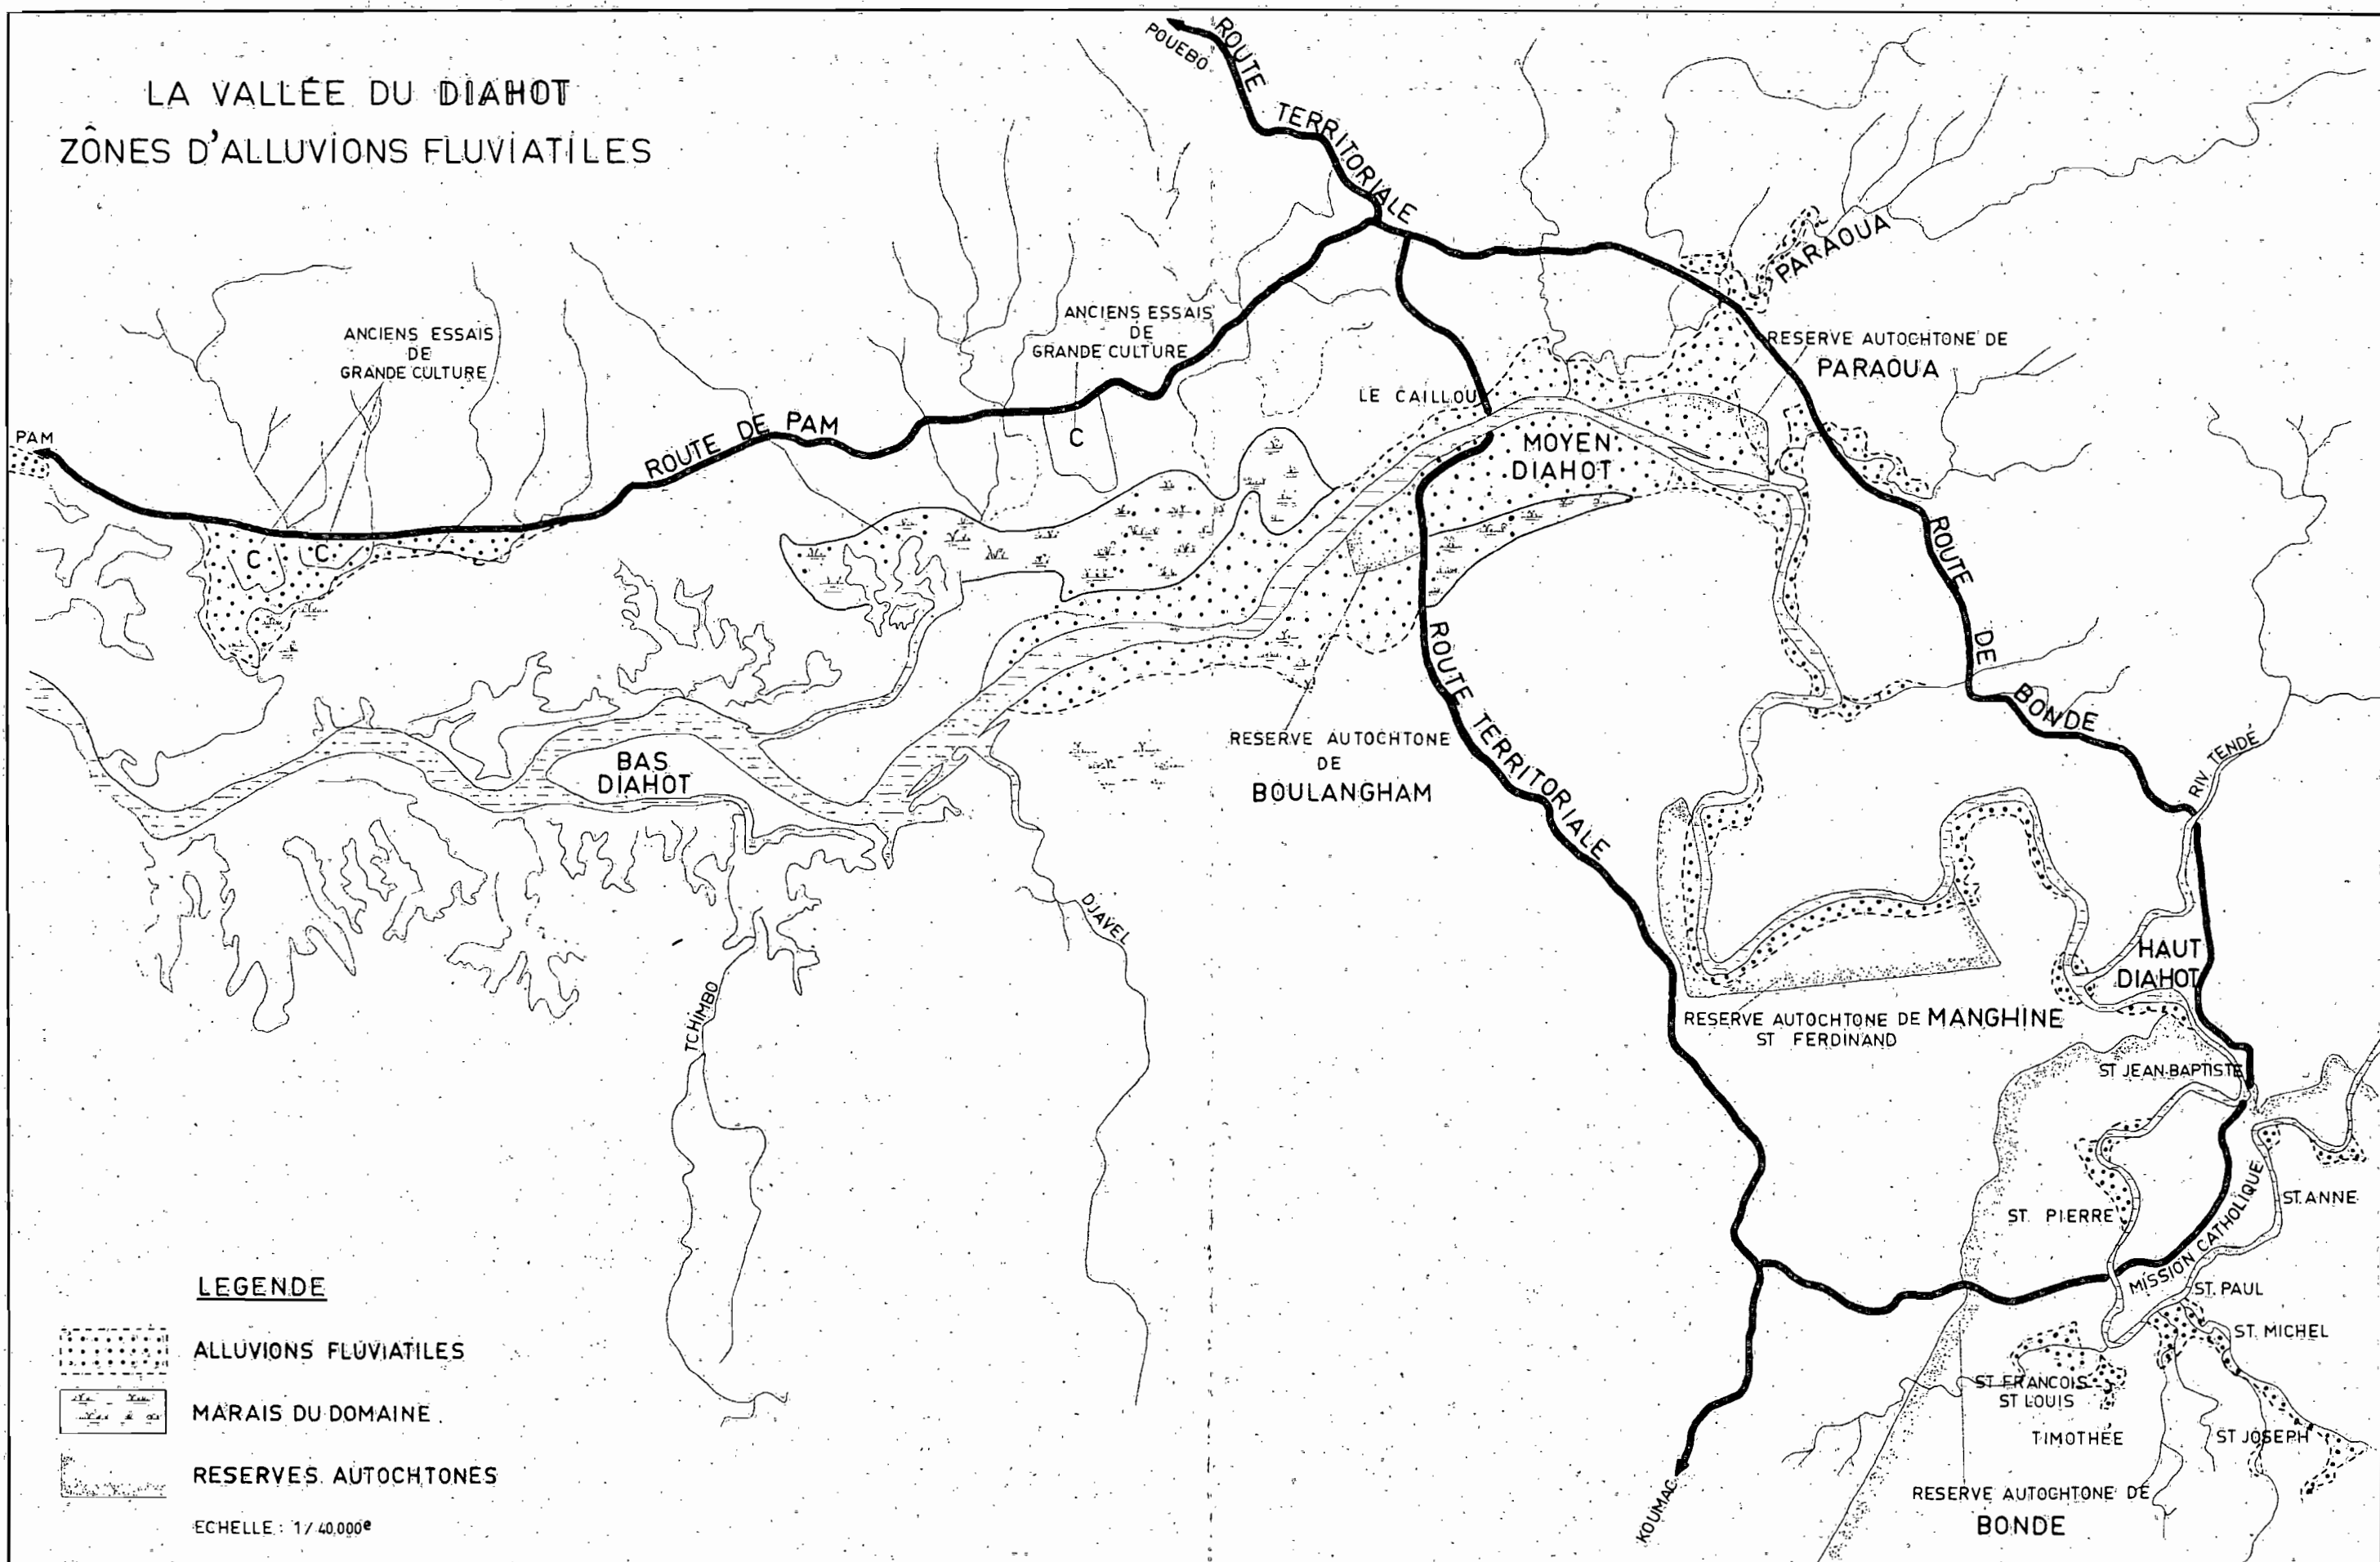 LA VALLÉE DU DIAHOT
ZÔNES D'ALLUVIONS FLUVIATILES
POUEBO
ROUTE TERRITORIALE
PARAOUA
ANCIENS ESSAIS
DE
GRANDE CULTURE
ANCIENS ESSAIS
DE
GRANDE CULTURE
RESERVE AUTOCHTONE DE
PARAOUA
LE CAILLOU
PAM
ROUTE DE PAM
C
MOYEN
DIAHOT
C
C
ROUTE DE BONDE
ROUTE TERRITORIALE
RESERVE AUTOCHTONE
DE
BOULANGHAM
BAS
DIAHOT
RIV. TENDÉ
DJAVEL
TCHIMBO
HAUT
DIAHOT
RESERVE AUTOCHTONE DE MANGHINE
ST FERDINAND
ST JEAN-BAPTISTE
ST. ANNE
ST. PIERRE
MISSION CATHOLIQUE
ST. PAUL
ST. MICHEL
ST FRANCOIS
ST LOUIS
TIMOTHÉE
ST JOSEPH
RESERVE AUTOCHTONE DE
BONDE
KOUMAC
LEGENDE
ALLUVIONS FLUVIATILES
MARAIS DU DOMAINE
RESERVES AUTOCHTONES
ECHELLE : 1/40,000e